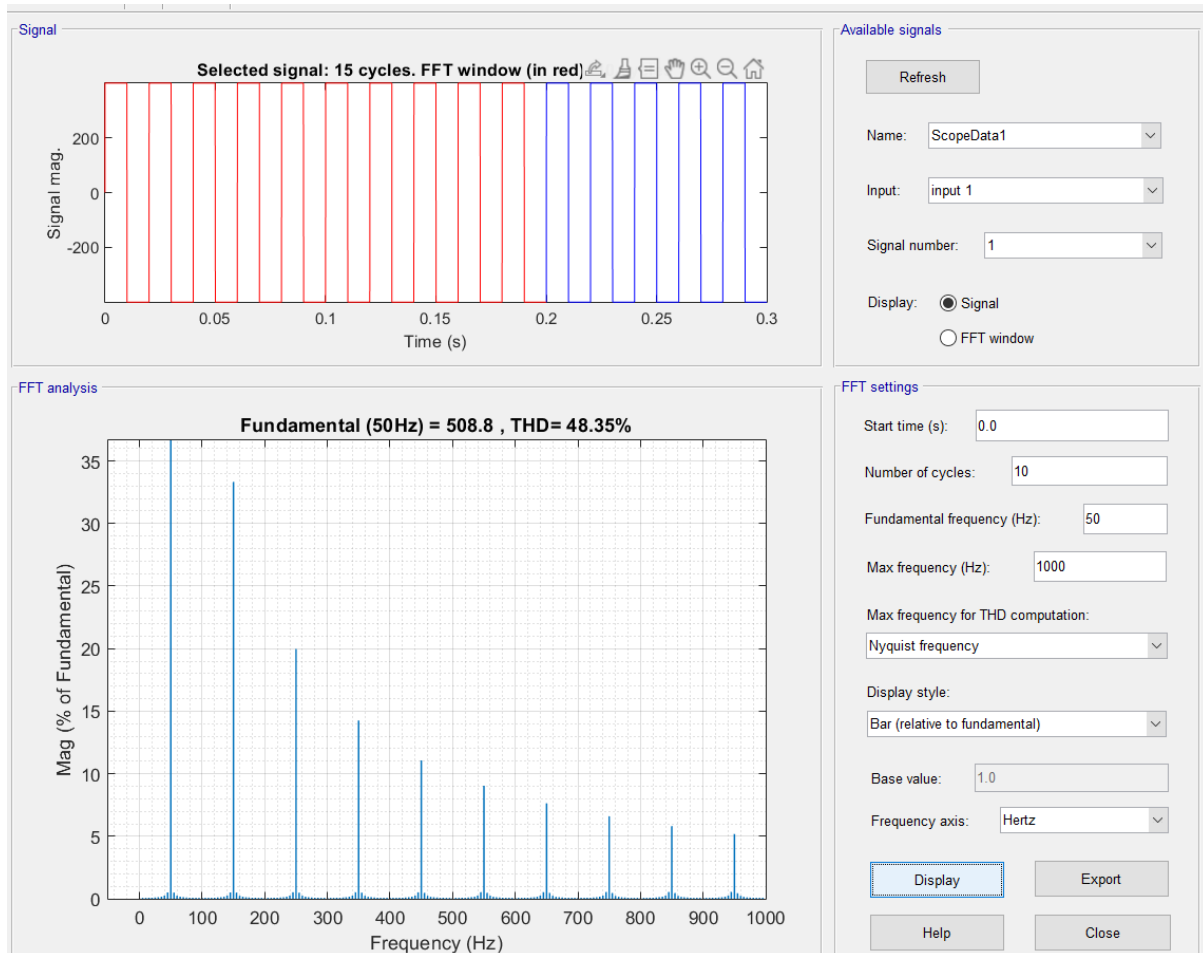 Signal
Selected signal: 15 cycles. FFT window (in red)
200
0
-200
Signal mag.
0 0.05 0.1 0.15 0.2 0.25 0.3
Time (s)
Available signals
Refresh
Name: ScopeData1
Input: input 1
Signal number: 1
Display: Signal
FFT window
FFT analysis
Fundamental (50Hz) = 508.8 , THD= 48.35%
35
30
25
20
15
10
5
0
Mag (% of Fundamental)
0 100 200 300 400 500 600 700 800 900 1000
Frequency (Hz)
FFT settings
Start time (s): 0.0
Number of cycles: 10
Fundamental frequency (Hz): 50
Max frequency (Hz): 1000
Max frequency for THD computation:
Nyquist frequency
Display style:
Bar (relative to fundamental)
Base value: 1.0
Frequency axis: Hertz
Display Export
Help Close